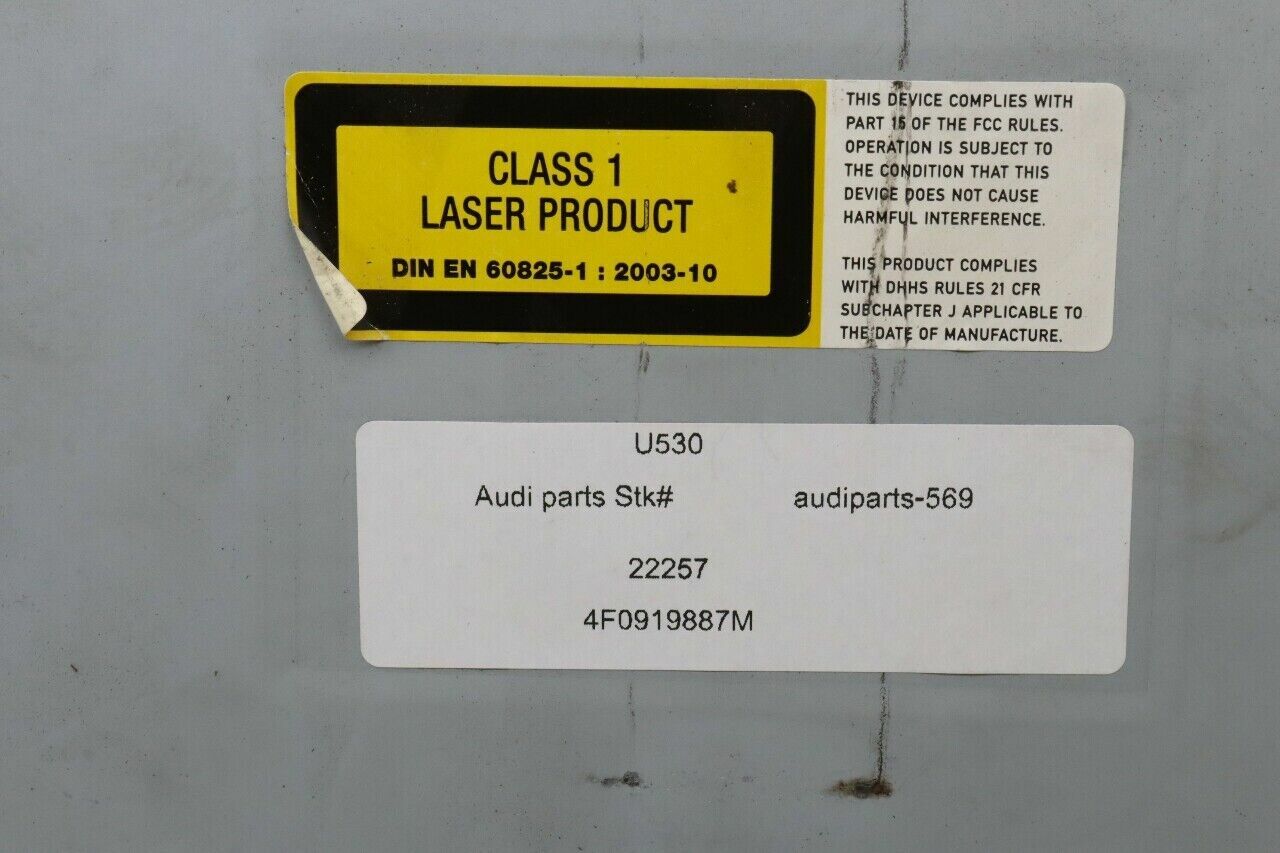 CLASS 1
LASER PRODUCT
DIN EN 60825-1 : 2003-10
THIS DEVICE COMPLIES WITH
PART 15 OF THE FCC RULES.
OPERATION IS SUBJECT TO
THE CONDITION THAT THIS
DEVICE DOES NOT CAUSE
HARMFUL INTERFERENCE.
THIS PRODUCT COMPLIES
WITH DHHS RULES 21 CFR
SUBCHAPTER J APPLICABLE TO
THE DATE OF MANUFACTURE.
U530
Audi parts Stk# audiparts-569
22257
4F0919887M